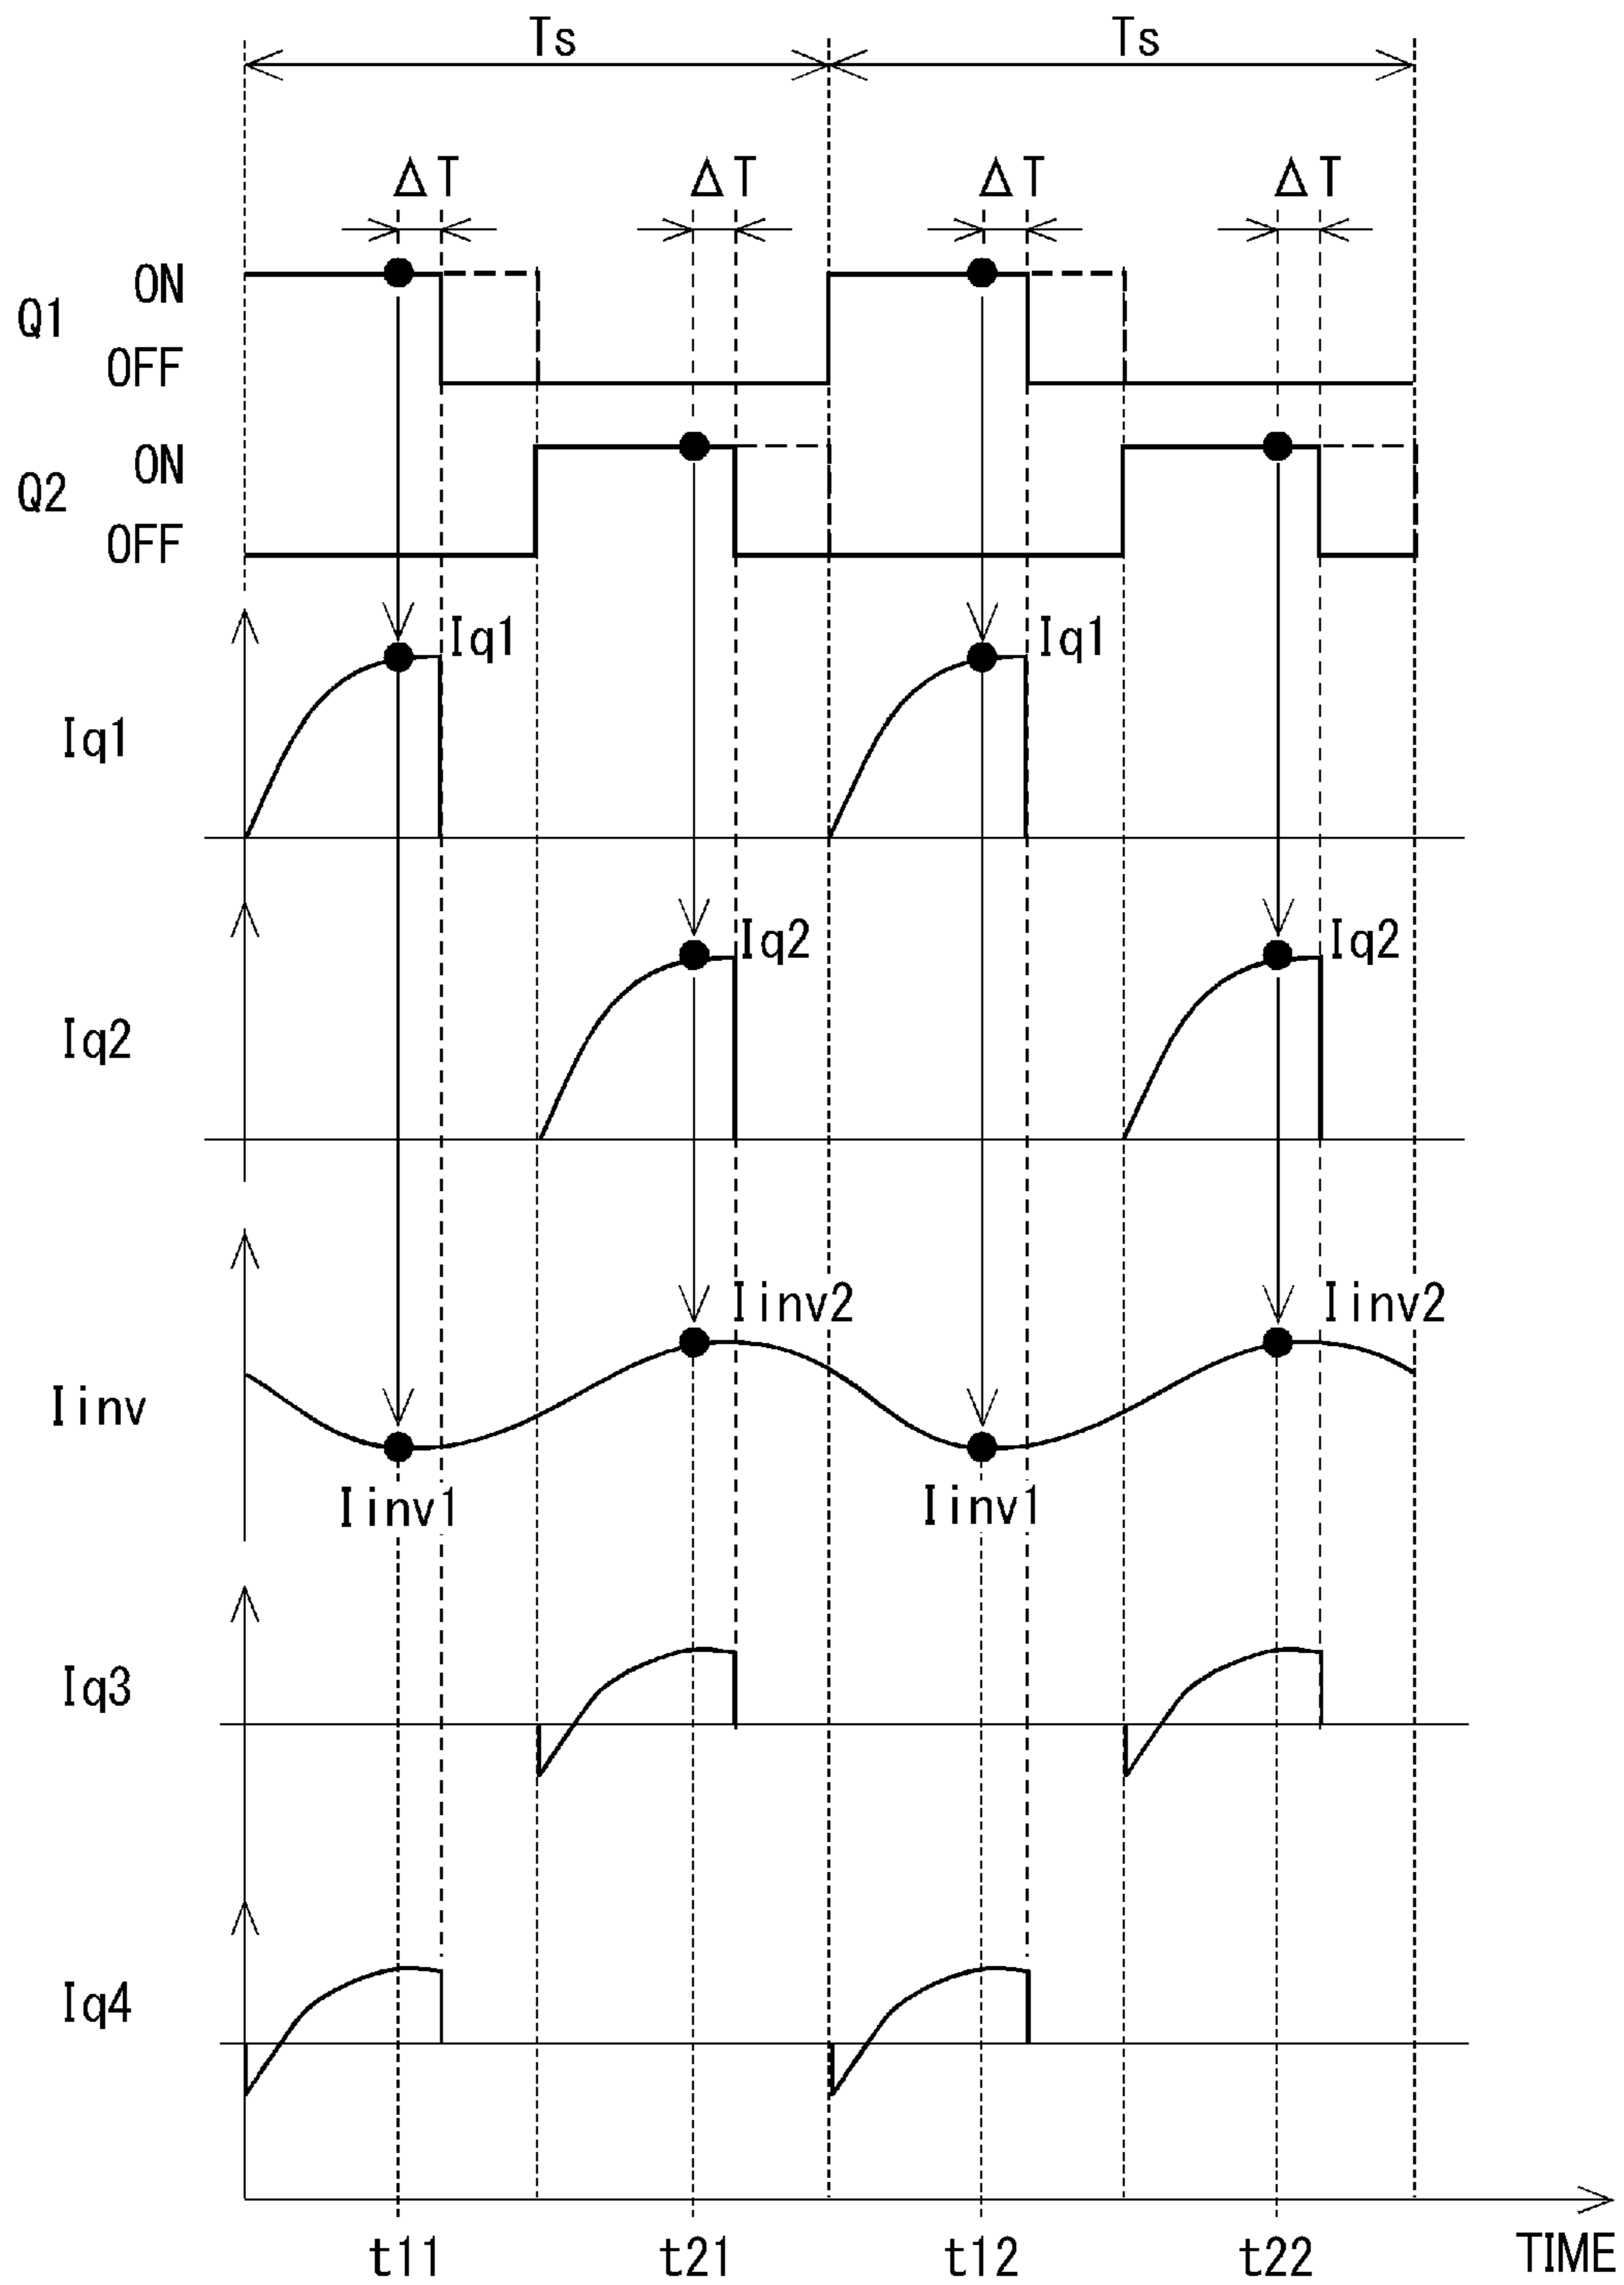 Ts Ts
ΔT ΔT ΔT ΔT
ON
Q1
OFF
ON
Q2
OFF
Iq1 Iq1
Iq1
Iq2 Iq2
Iq2
Iinv2 Iinv2
Iinv
Iinv1 Iinv1
Iq3
Iq4
t11 t21 t12 t22 TIME